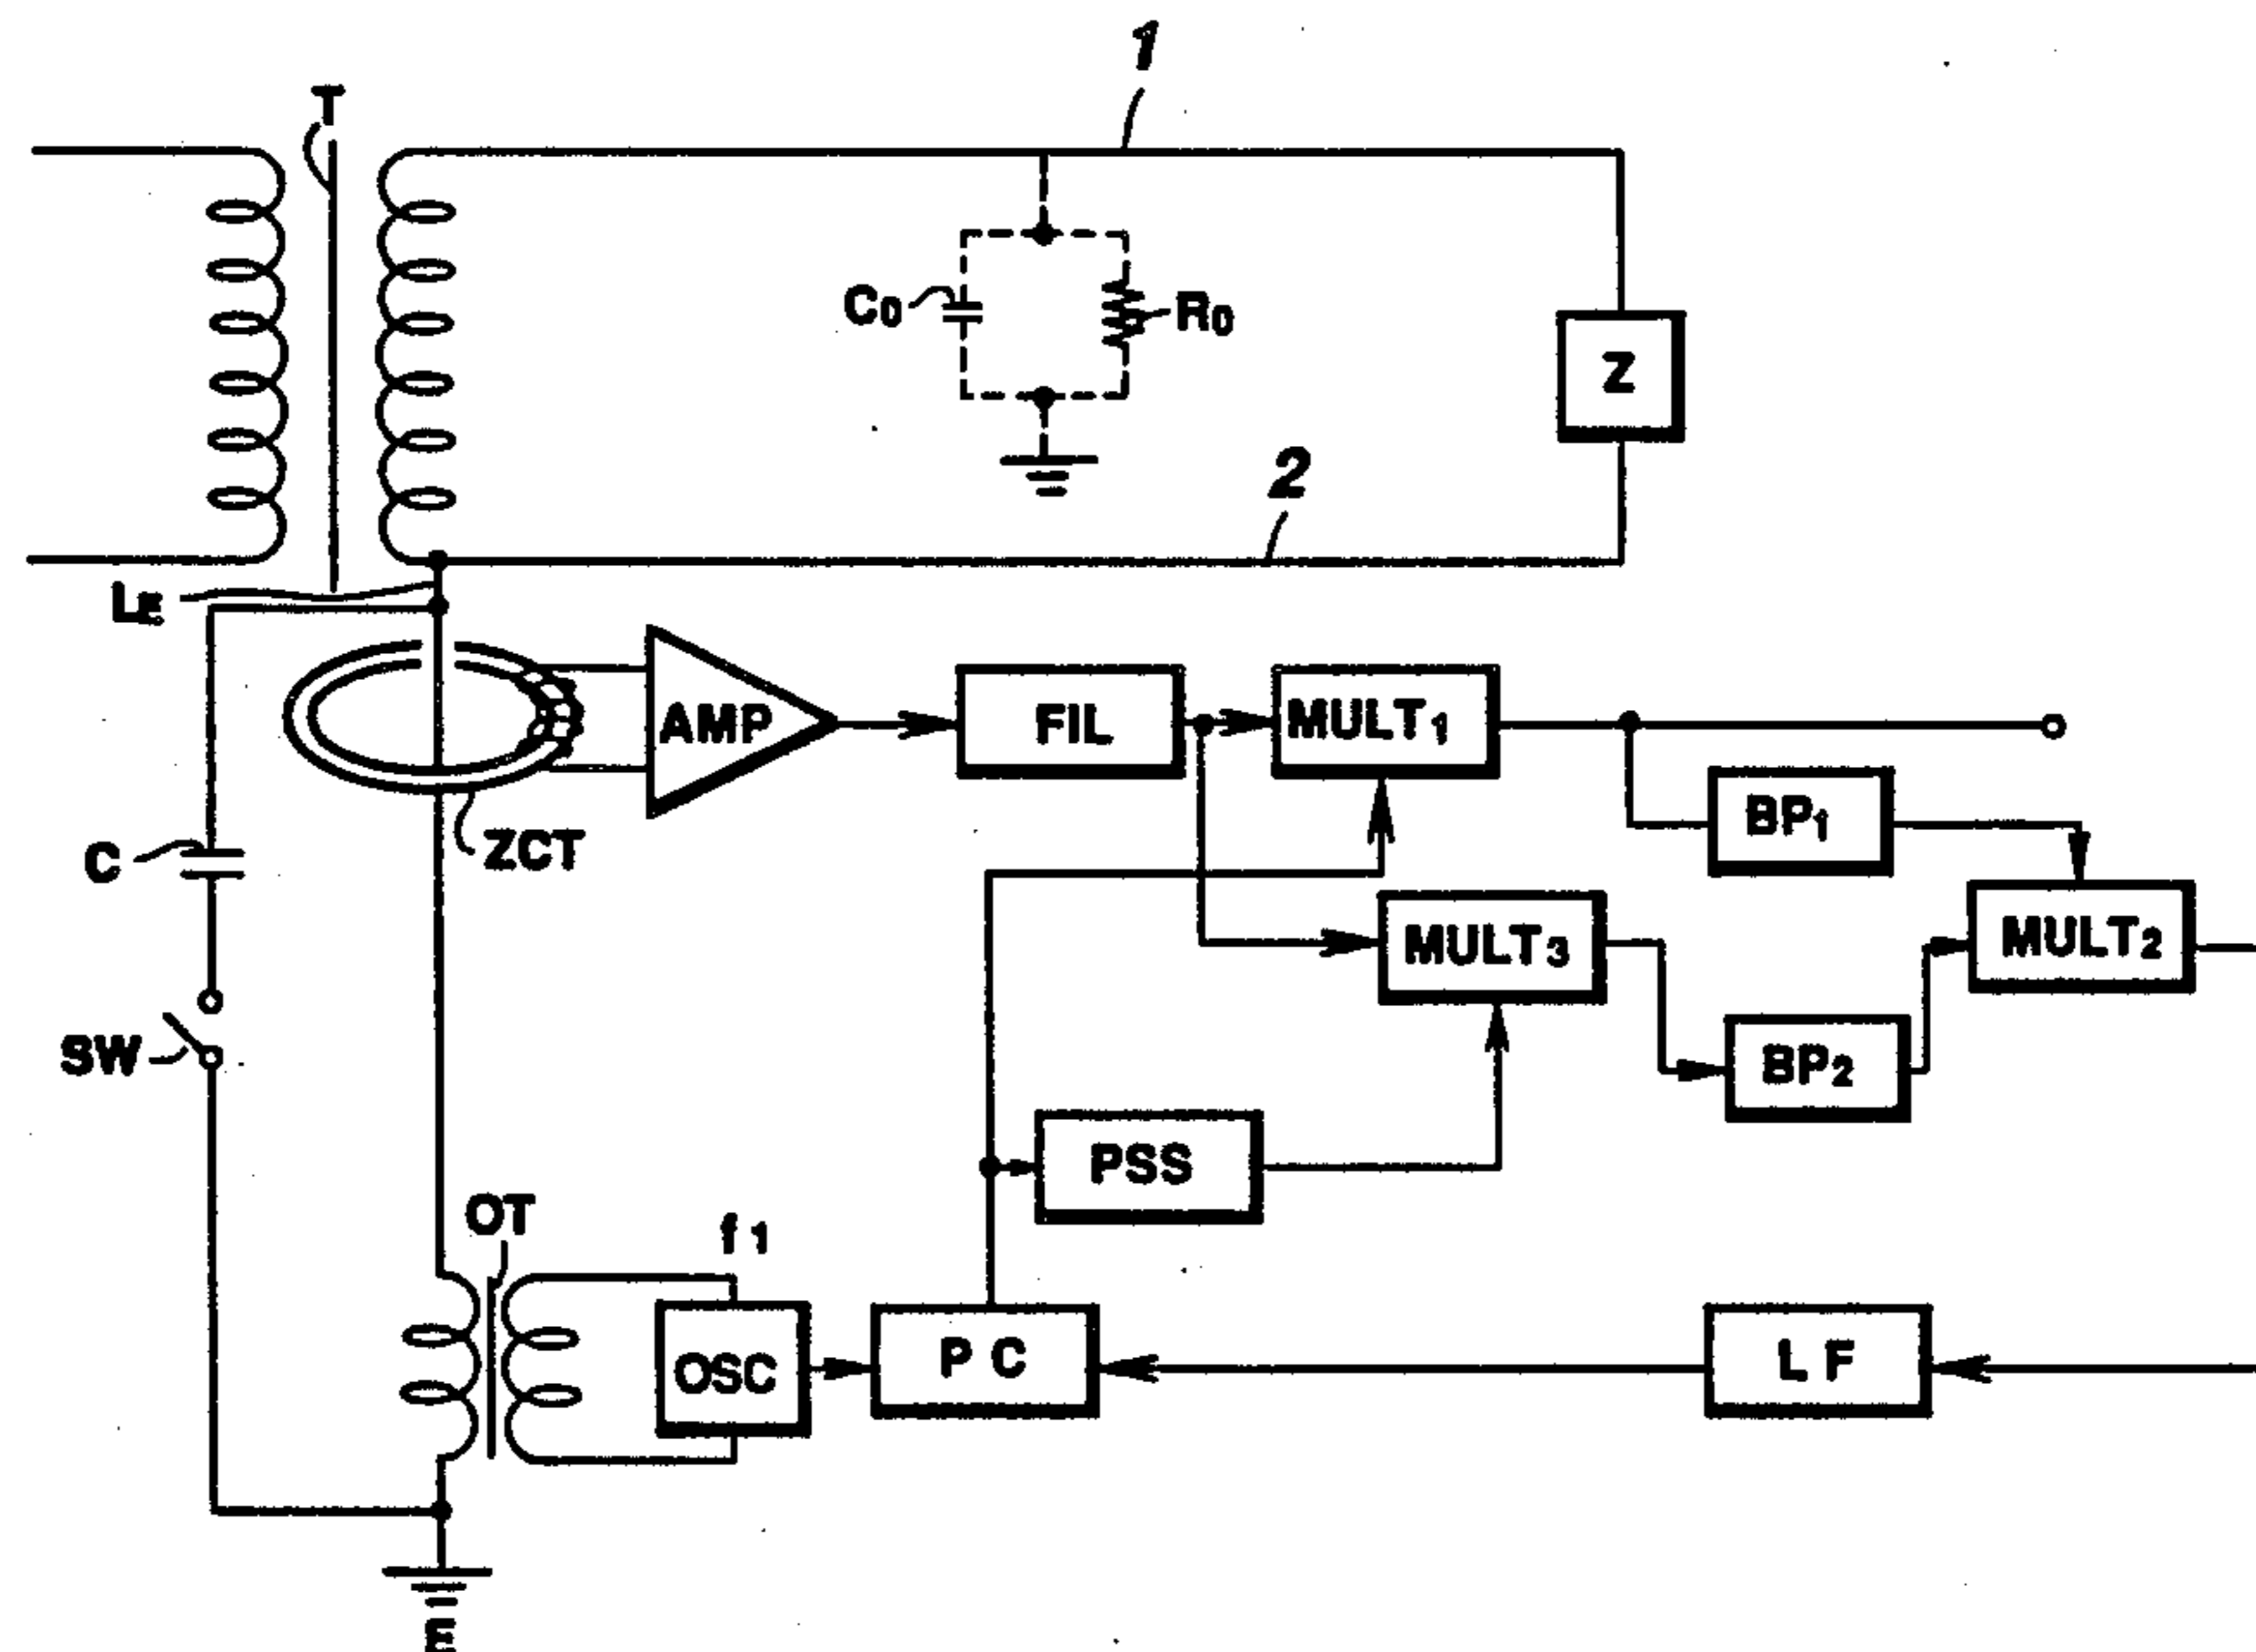 1
T
C0
R0
Z
2
LE
AMP
FIL
MULT1
BP1
ZCT
C
MULT3
MULT2
SW
BP2
PSS
OT
f1
OSC
PC
LF
E